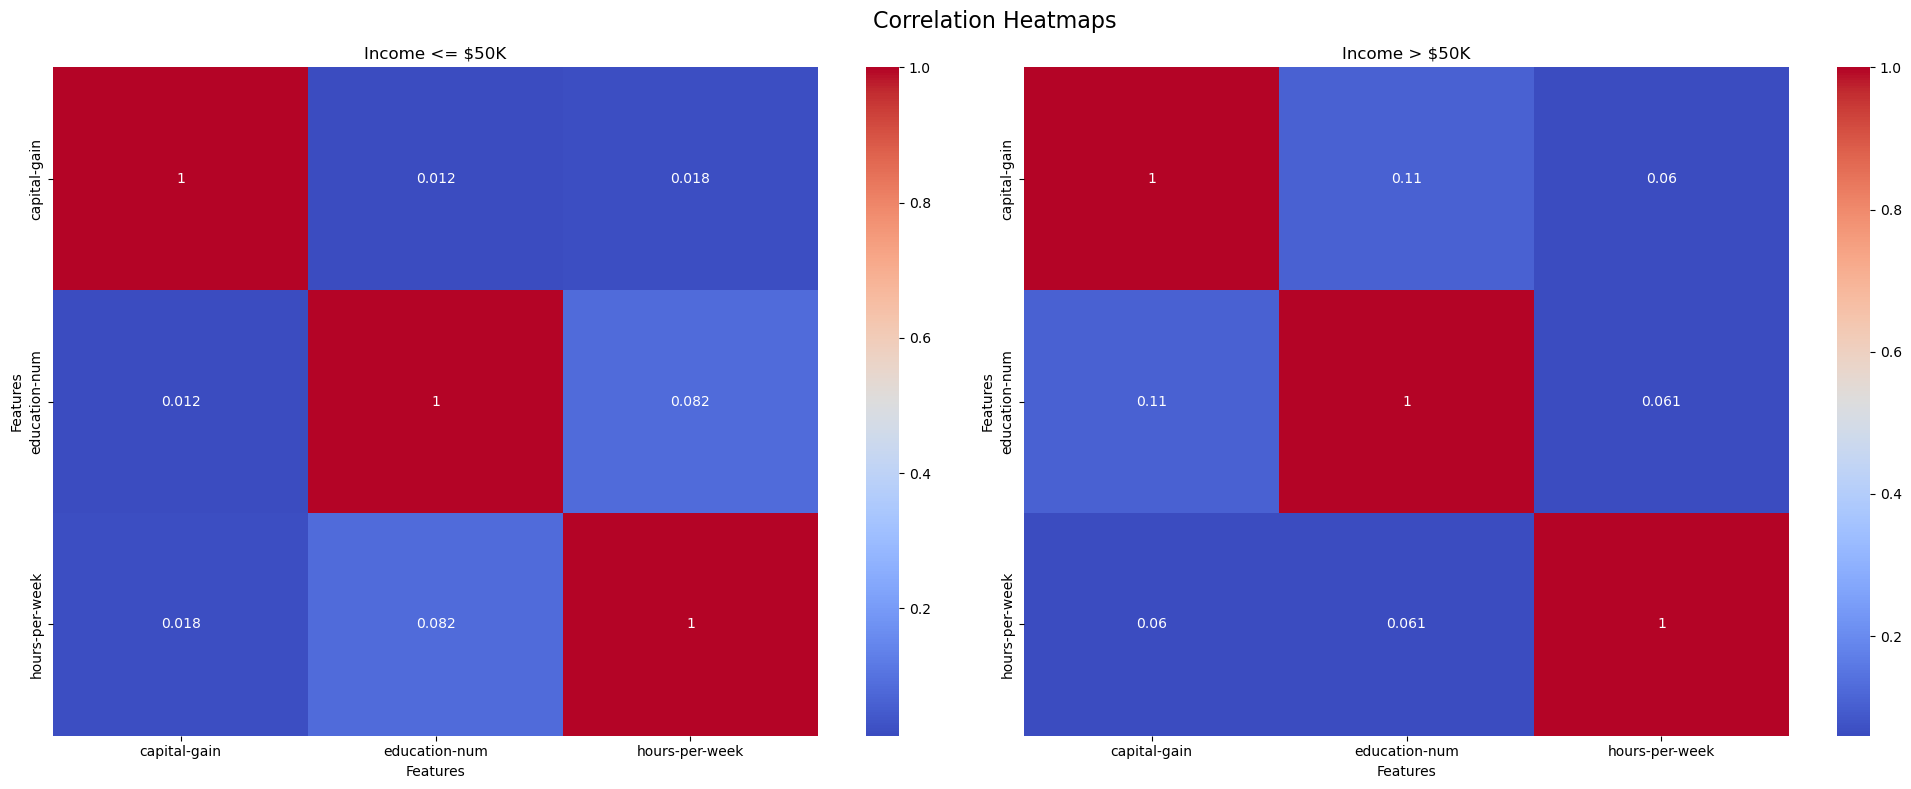 Correlation Heatmaps
Income <= $50K
Features
capital-gain
education-num
hours-per-week
1 0.012 0.018
0.012 1 0.082
0.018 0.082 1
capital-gain education-num hours-per-week
Features
1.0
0.8
0.6
0.4
0.2
Income > $50K
Features
capital-gain
education-num
hours-per-week
1 0.11 0.06
0.11 1 0.061
0.06 0.061 1
capital-gain education-num hours-per-week
Features
1.0
0.8
0.6
0.4
0.2